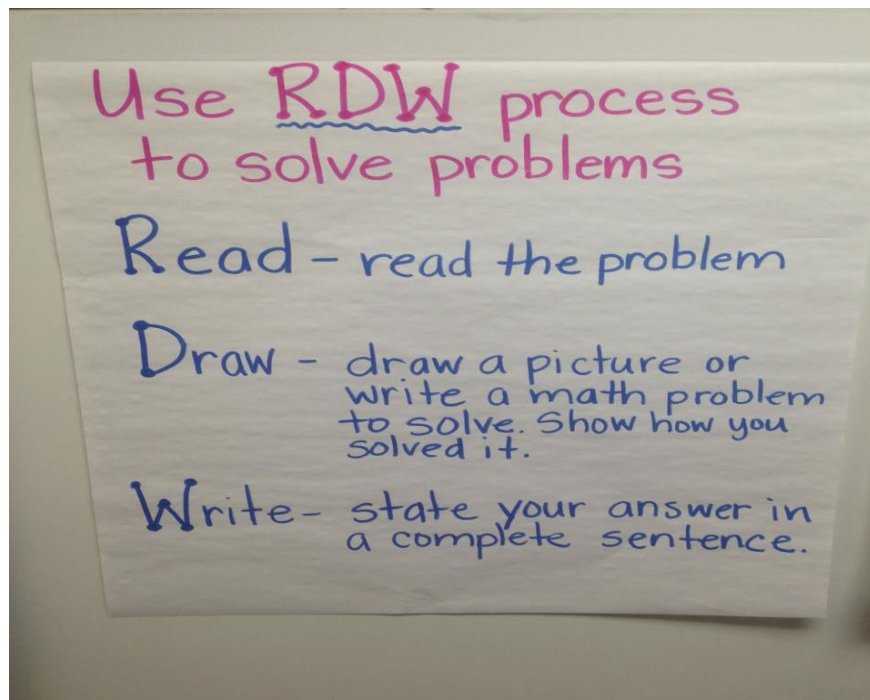 Use RDW process
to solve problems
Read - read the problem
Draw - draw a picture or
write a math problem
to solve. Show how you
solved it.
Write - state your answer in
a complete sentence.